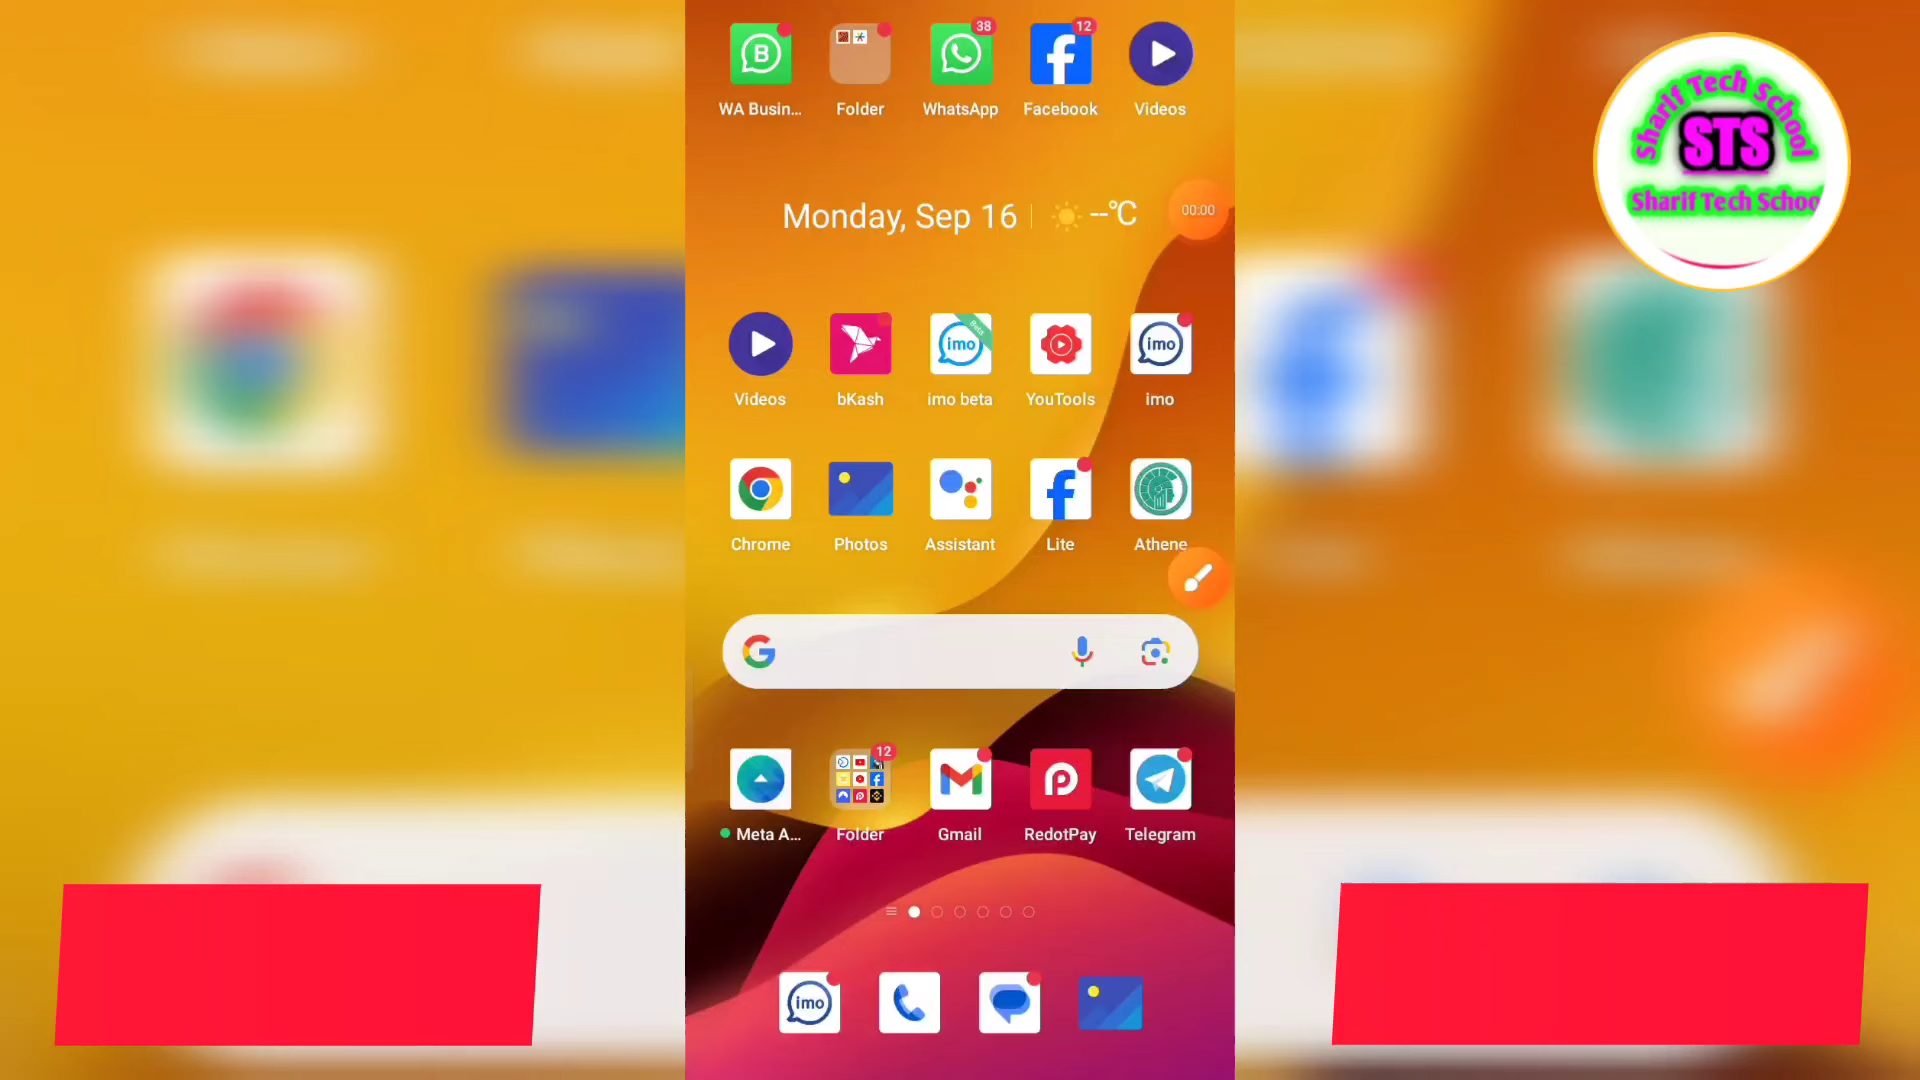 38
12
WA Busin...
Folder
WhatsApp
Facebook
Videos
Monday, Sep 16
--°C
00:00
Beta
imo
imo
Videos
bKash
imo beta
YouTools
imo
Chrome
Photos
Assistant
Lite
Athene
12
Meta A...
Folder
Gmail
RedotPay
Telegram
imo
Sharif Tech School
STS
Sharif Tech Schoo